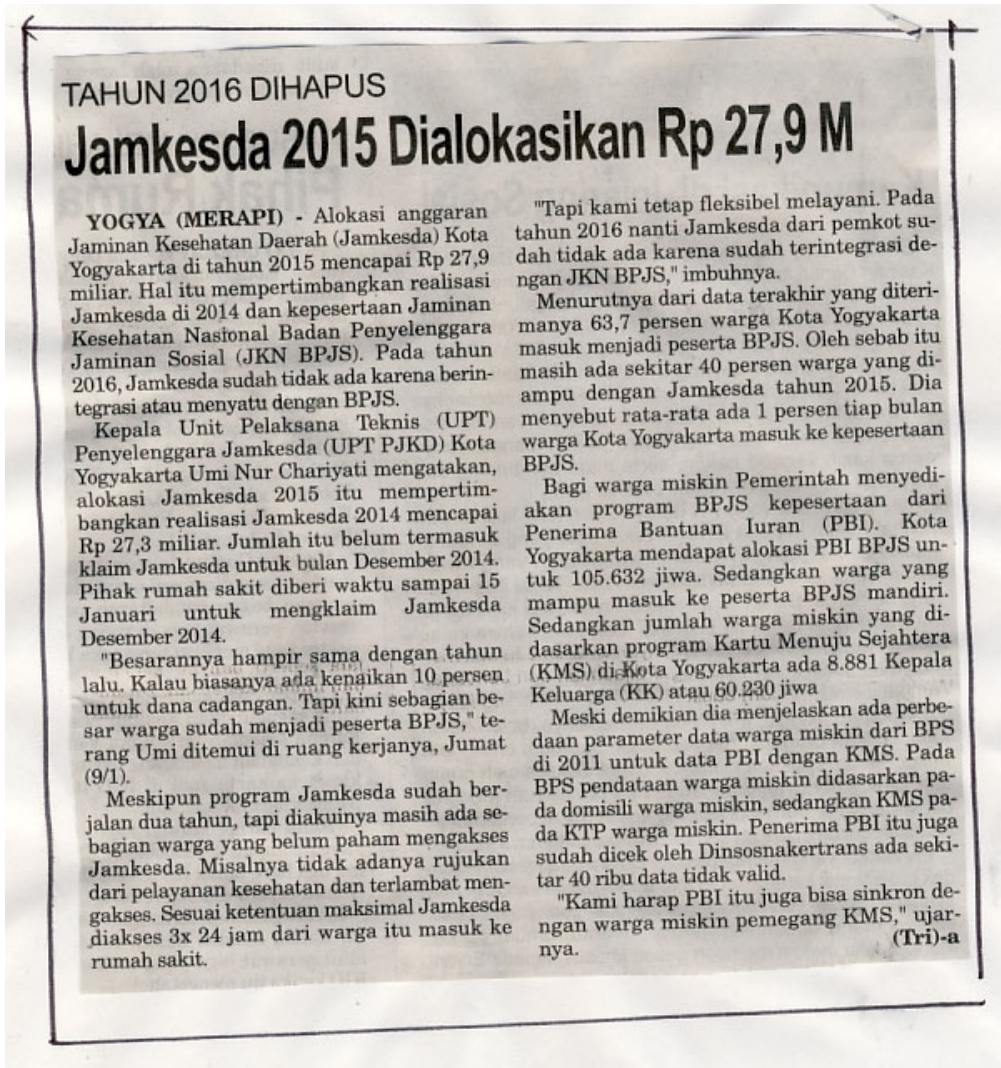 TAHUN 2016 DIHAPUS
Jamkesda 2015 Dialokasikan Rp 27,9 M
YOGYA (MERAPI) - Alokasi anggaran
Jaminan Kesehatan Daerah (Jamkesda) Kota
Yogyakarta di tahun 2015 mencapai Rp 27,9
miliar. Hal itu mempertimbangkan realisasi
Jamkesda di 2014 dan kepesertaan Jaminan
Kesehatan Nasional Badan Penyelenggara
Jaminan Sosial (JKN BPJS). Pada tahun
2016, Jamkesda sudah tidak ada karena berin-
tegrasi atau menyatu dengan BPJS.
Kepala Unit Pelaksana Teknis (UPT)
Penyelenggara Jamkesda (UPT PJKD) Kota
Yogyakarta Umi Nur Chariyati mengatakan,
alokasi Jamkesda 2015 itu mempertim-
bangkan realisasi Jamkesda 2014 mencapai
Rp 27,3 miliar. Jumlah itu belum termasuk
klaim Jamkesda untuk bulan Desember 2014.
Pihak rumah sakit diberi waktu sampai 15
Januari untuk mengklaim Jamkesda
Desember 2014.
"Besarannya hampir sama dengan tahun
lalu. Kalau biasanya ada kenaikan 10 persen
untuk dana cadangan. Tapi kini sebagian be-
sar warga sudah menjadi peserta BPJS," te-
rang Umi ditemui di ruang kerjanya, Jumat
(9/1).
Meskipun program Jamkesda sudah ber-
jalan dua tahun, tapi diakuinya masih ada se-
bagian warga yang belum paham mengakses
Jamkesda. Misalnya tidak adanya rujukan
dari pelayanan kesehatan dan terlambat men-
gakses. Sesuai ketentuan maksimal Jamkesda
diakses 3x 24 jam dari warga itu masuk ke
rumah sakit.
"Tapi kami tetap fleksibel melayani. Pada
tahun 2016 nanti Jamkesda dari pemkot su-
dah tidak ada karena sudah terintegrasi de-
ngan JKN BPJS," imbuhnya.
Menurutnya dari data terakhir yang diteri-
manya 63,7 persen warga Kota Yogyakarta
masuk menjadi peserta BPJS. Oleh sebab itu
masih ada sekitar 40 persen warga yang di-
ampu dengan Jamkesda tahun 2015. Dia
menyebut rata-rata ada 1 persen tiap bulan
warga Kota Yogyakarta masuk ke kepesertaan
BPJS.
Bagi warga miskin Pemerintah menyedi-
akan program BPJS kepesertaan dari
Penerima Bantuan Iuran (PBI). Kota
Yogyakarta mendapat alokasi PBI BPJS un-
tuk 105.632 jiwa. Sedangkan warga yang
mampu masuk ke peserta BPJS mandiri.
Sedangkan jumlah warga miskin yang di-
dasarkan program Kartu Menuju Sejahtera
(KMS) di Kota Yogyakarta ada 8.881 Kepala
Keluarga (KK) atau 60.230 jiwa
Meski demikian dia menjelaskan ada perbe-
daan parameter data warga miskin dari BPS
di 2011 untuk data PBI dengan KMS. Pada
BPS pendataan warga miskin didasarkan pa-
da domisili warga miskin, sedangkan KMS pa-
da KTP warga miskin. Penerima PBI itu juga
sudah dicek oleh Dinsosnakertrans ada seki-
tar 40 ribu data tidak valid.
"Kami harap PBI itu juga bisa sinkron de-
ngan warga miskin pemegang KMS," ujar-
nya. (Tri)-a